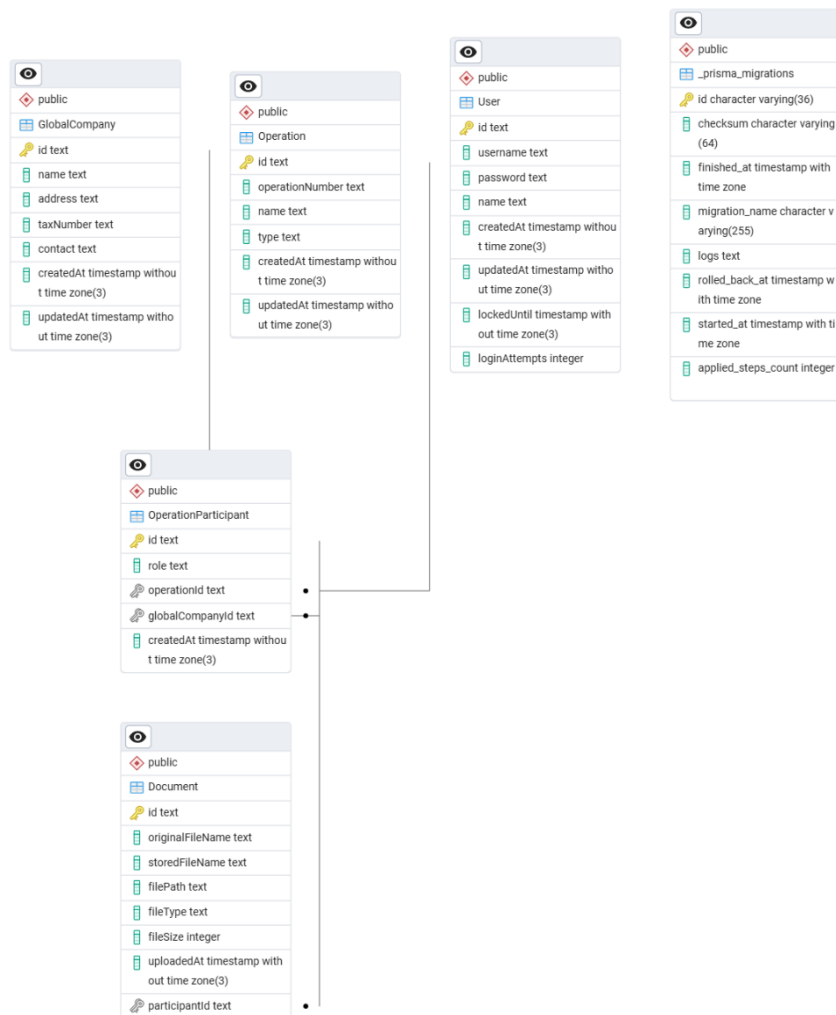 public
GlobalCompany
id text
name text
address text
taxNumber text
contact text
createdAt timestamp withou
t time zone(3)
updatedAt timestamp witho
ut time zone(3)
public
Operation
id text
operationNumber text
name text
type text
createdAt timestamp withou
t time zone(3)
updatedAt timestamp witho
ut time zone(3)
public
User
id text
username text
password text
name text
createdAt timestamp withou
t time zone(3)
updatedAt timestamp witho
ut time zone(3)
lockedUntil timestamp with
out time zone(3)
loginAttempts integer
public
_prisma_migrations
id character varying(36)
checksum character varying
(64)
finished_at timestamp with
time zone
migration_name character v
arying(255)
logs text
rolled_back_at timestamp w
ith time zone
started_at timestamp with ti
me zone
applied_steps_count integer
public
OperationParticipant
id text
role text
operationId text
globalCompanyId text
createdAt timestamp withou
t time zone(3)
public
Document
id text
originalFileName text
storedFileName text
filePath text
fileType text
fileSize integer
uploadedAt timestamp with
out time zone(3)
participantId text